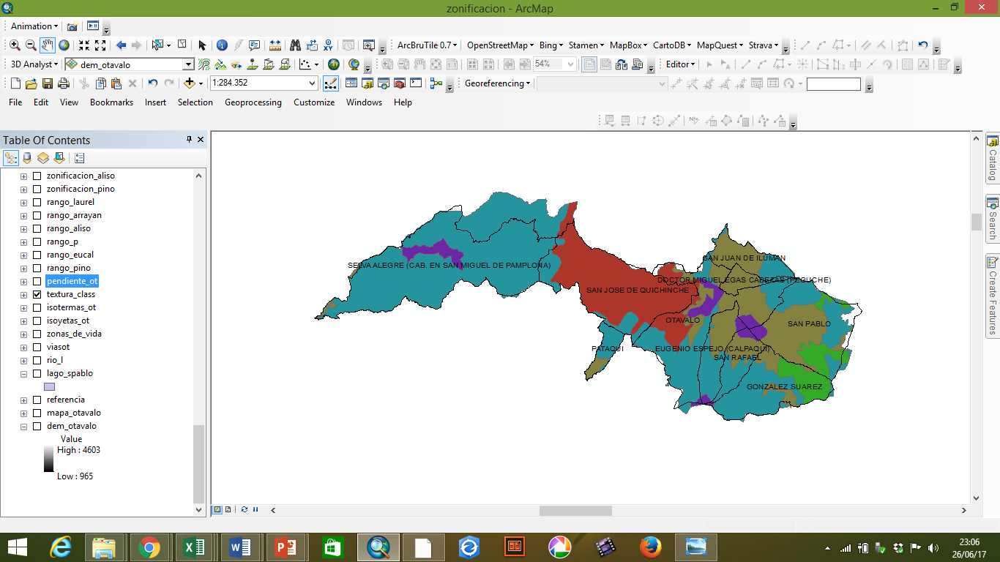 zonificacion - ArcMap
Animation
ArcBruTile 0.7 OpenStreetMap Bing Stamen MapBox CartoDB MapQuest Strava
3D Analyst dem_otavalo 54% Editor
1:284.352 Georeferencing
File Edit View Bookmarks Insert Selection Geoprocessing Customize Windows Help
Table Of Contents
zonificacion_aliso
zonificacion_pino
rango_laurel
rango_arrayan
rango_aliso
rango_p
rango_eucal
rango_pino
pendiente_ot
textura_class
isotermas_ot
isoyetas_ot
zonas_de_vida
viasot
rio_l
lago_spablo
referencia
mapa_otavalo
dem_otavalo
Value
High : 4603
Low : 965
SAN JUAN DE ILUMAN
SELVA ALEGRE (CAB. EN SAN MIGUEL DE PAMPLONA)
DOCTOR MIGUEL EGAS CABEZAS (PEGUCHE)
SAN JOSE DE QUICHINCHE
OTAVALO
SAN PABLO
PATAQUI
EUGENIO ESPEJO (CALPAQUI)
SAN RAFAEL
GONZALEZ SUAREZ
Catalog
Search
Create Features
23:06
26/06/17